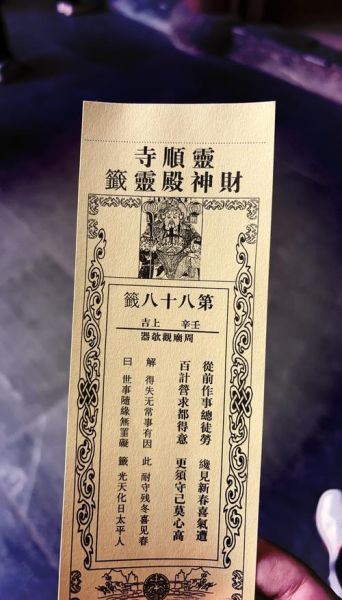 靈順寺
財神殿靈籤
第八十八籤
壬辛 上吉
周廟觀欹器
從前作事總徒勞 纔見新春喜氣遭
百計營求都得意 更須守己莫心高
解 得失无常事有因 此 耐守残冬喜见春
曰 世事隨緣無罣礙 籤 光天化日太平人